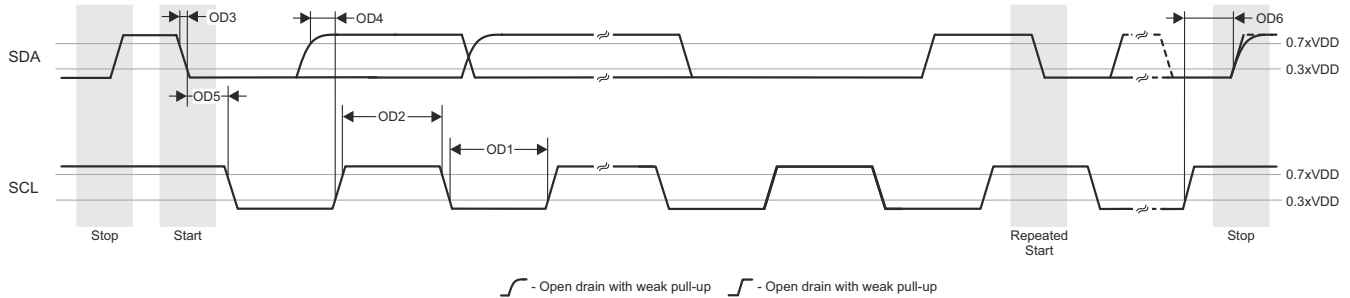 OD3
OD4
OD6
SDA
0.7xVDD
0.3xVDD
OD5
OD2
OD1
SCL
0.7xVDD
0.3xVDD
Stop
Start
Repeated
Start
Stop
- Open drain with weak pull-up
- Open drain with weak pull-up